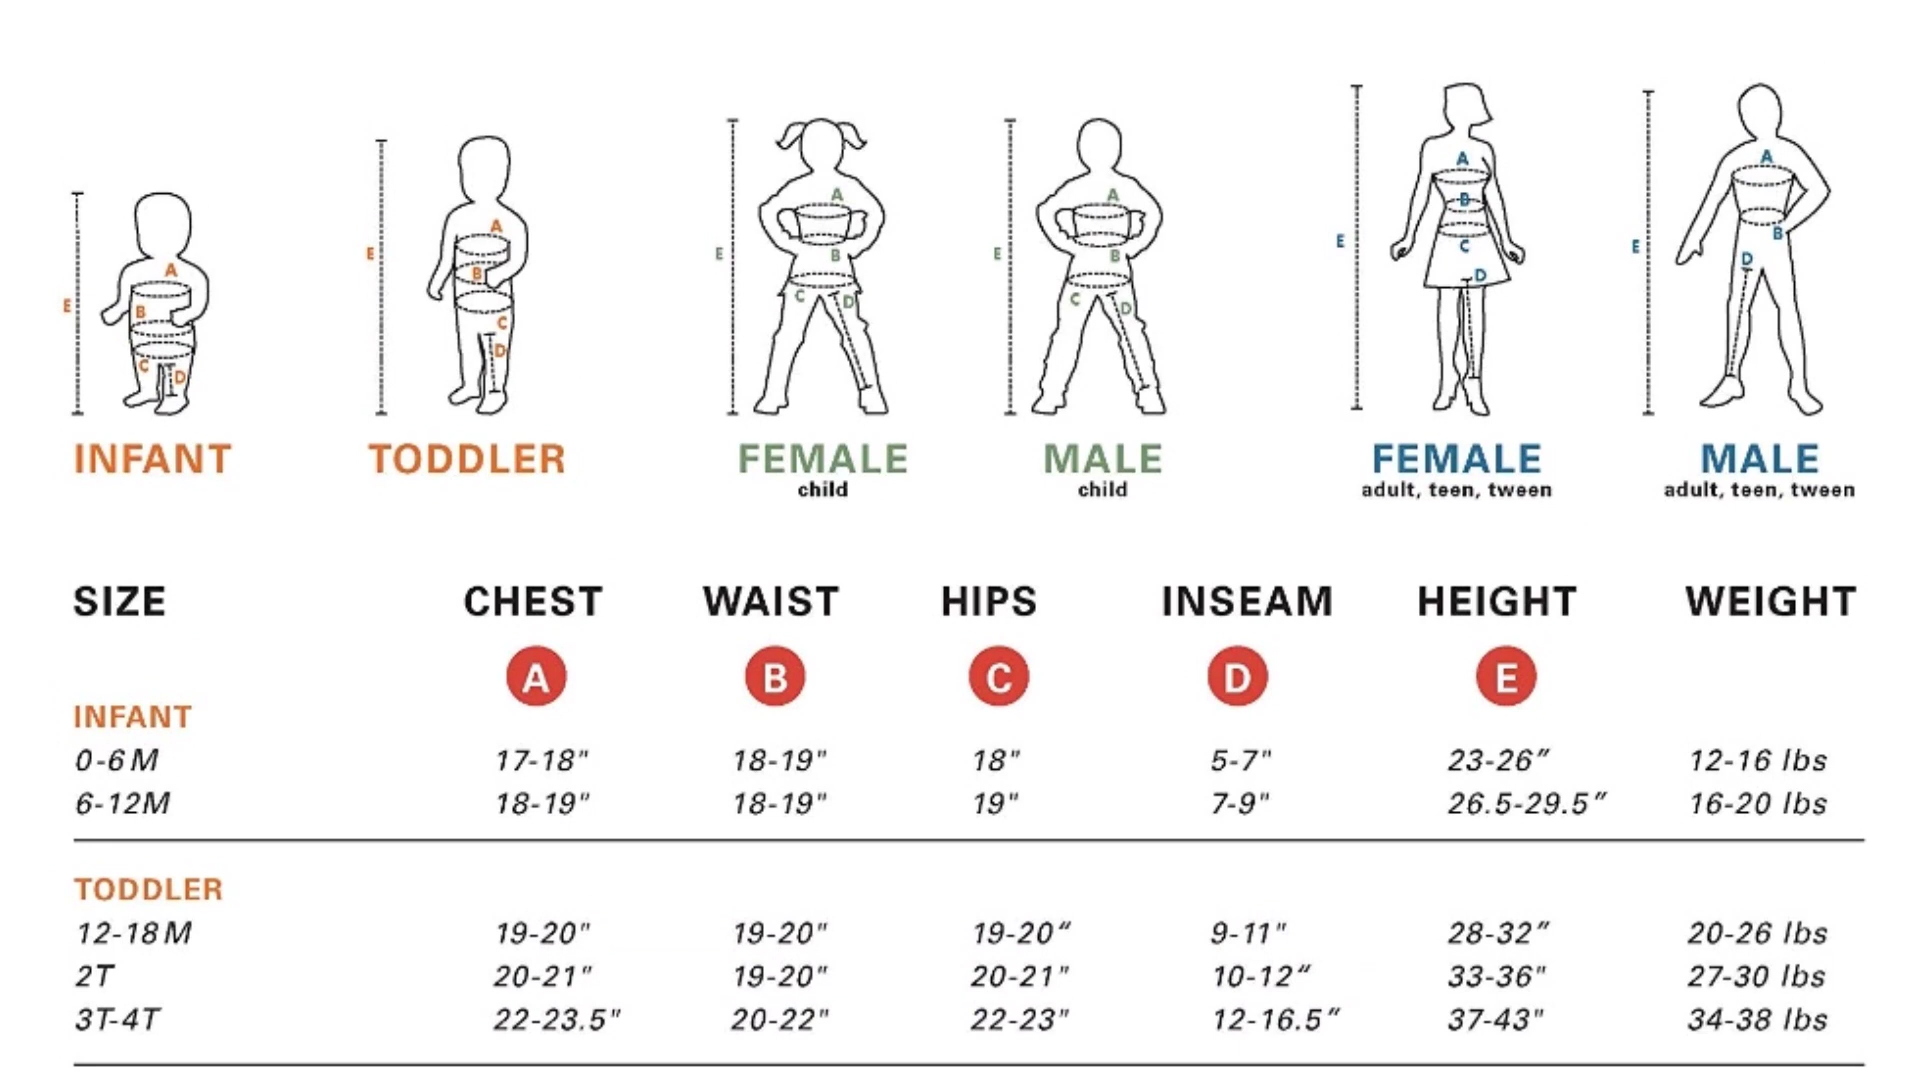 E A B C D
E A B C D
E A B C D
E A B C D
E A B C D
E A B D
INFANT TODDLER FEMALE MALE FEMALE MALE
child child adult, teen, tween adult, teen, tween
SIZE CHEST WAIST HIPS INSEAM HEIGHT WEIGHT
A B C D E
INFANT
0-6M 17-18" 18-19" 18" 5-7" 23-26" 12-16 lbs
6-12M 18-19" 18-19" 19" 7-9" 26.5-29.5" 16-20 lbs
TODDLER
12-18M 19-20" 19-20" 19-20" 9-11" 28-32" 20-26 lbs
2T 20-21" 19-20" 20-21" 10-12" 33-36" 27-30 lbs
3T-4T 22-23.5" 20-22" 22-23" 12-16.5" 37-43" 34-38 lbs